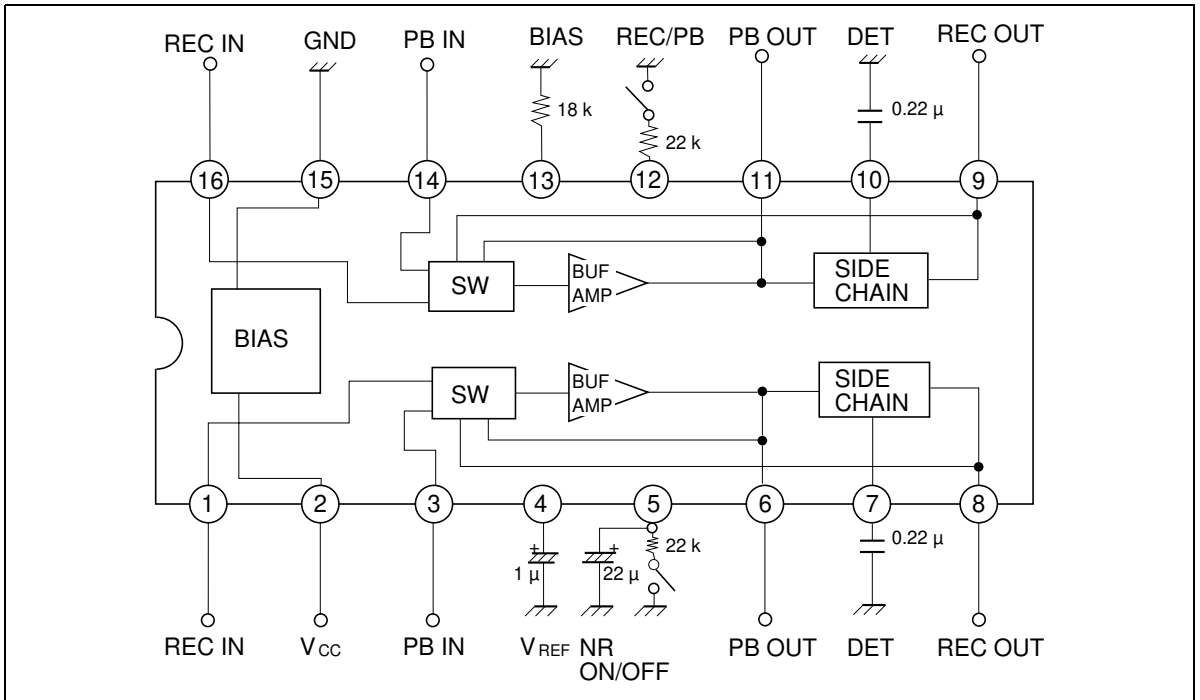 REC IN GND PB IN BIAS REC/PB PB OUT DET REC OUT
18 k 0.22 µ
22 k
16 15 14 13 12 11 10 9
SW BUF AMP SIDE CHAIN
BIAS
SW BUF AMP SIDE CHAIN
1 2 3 4 5 6 7 8
+ + 22 k 0.22 µ
1 µ 22 µ
REC IN VCC PB IN VREF NR ON/OFF PB OUT DET REC OUT